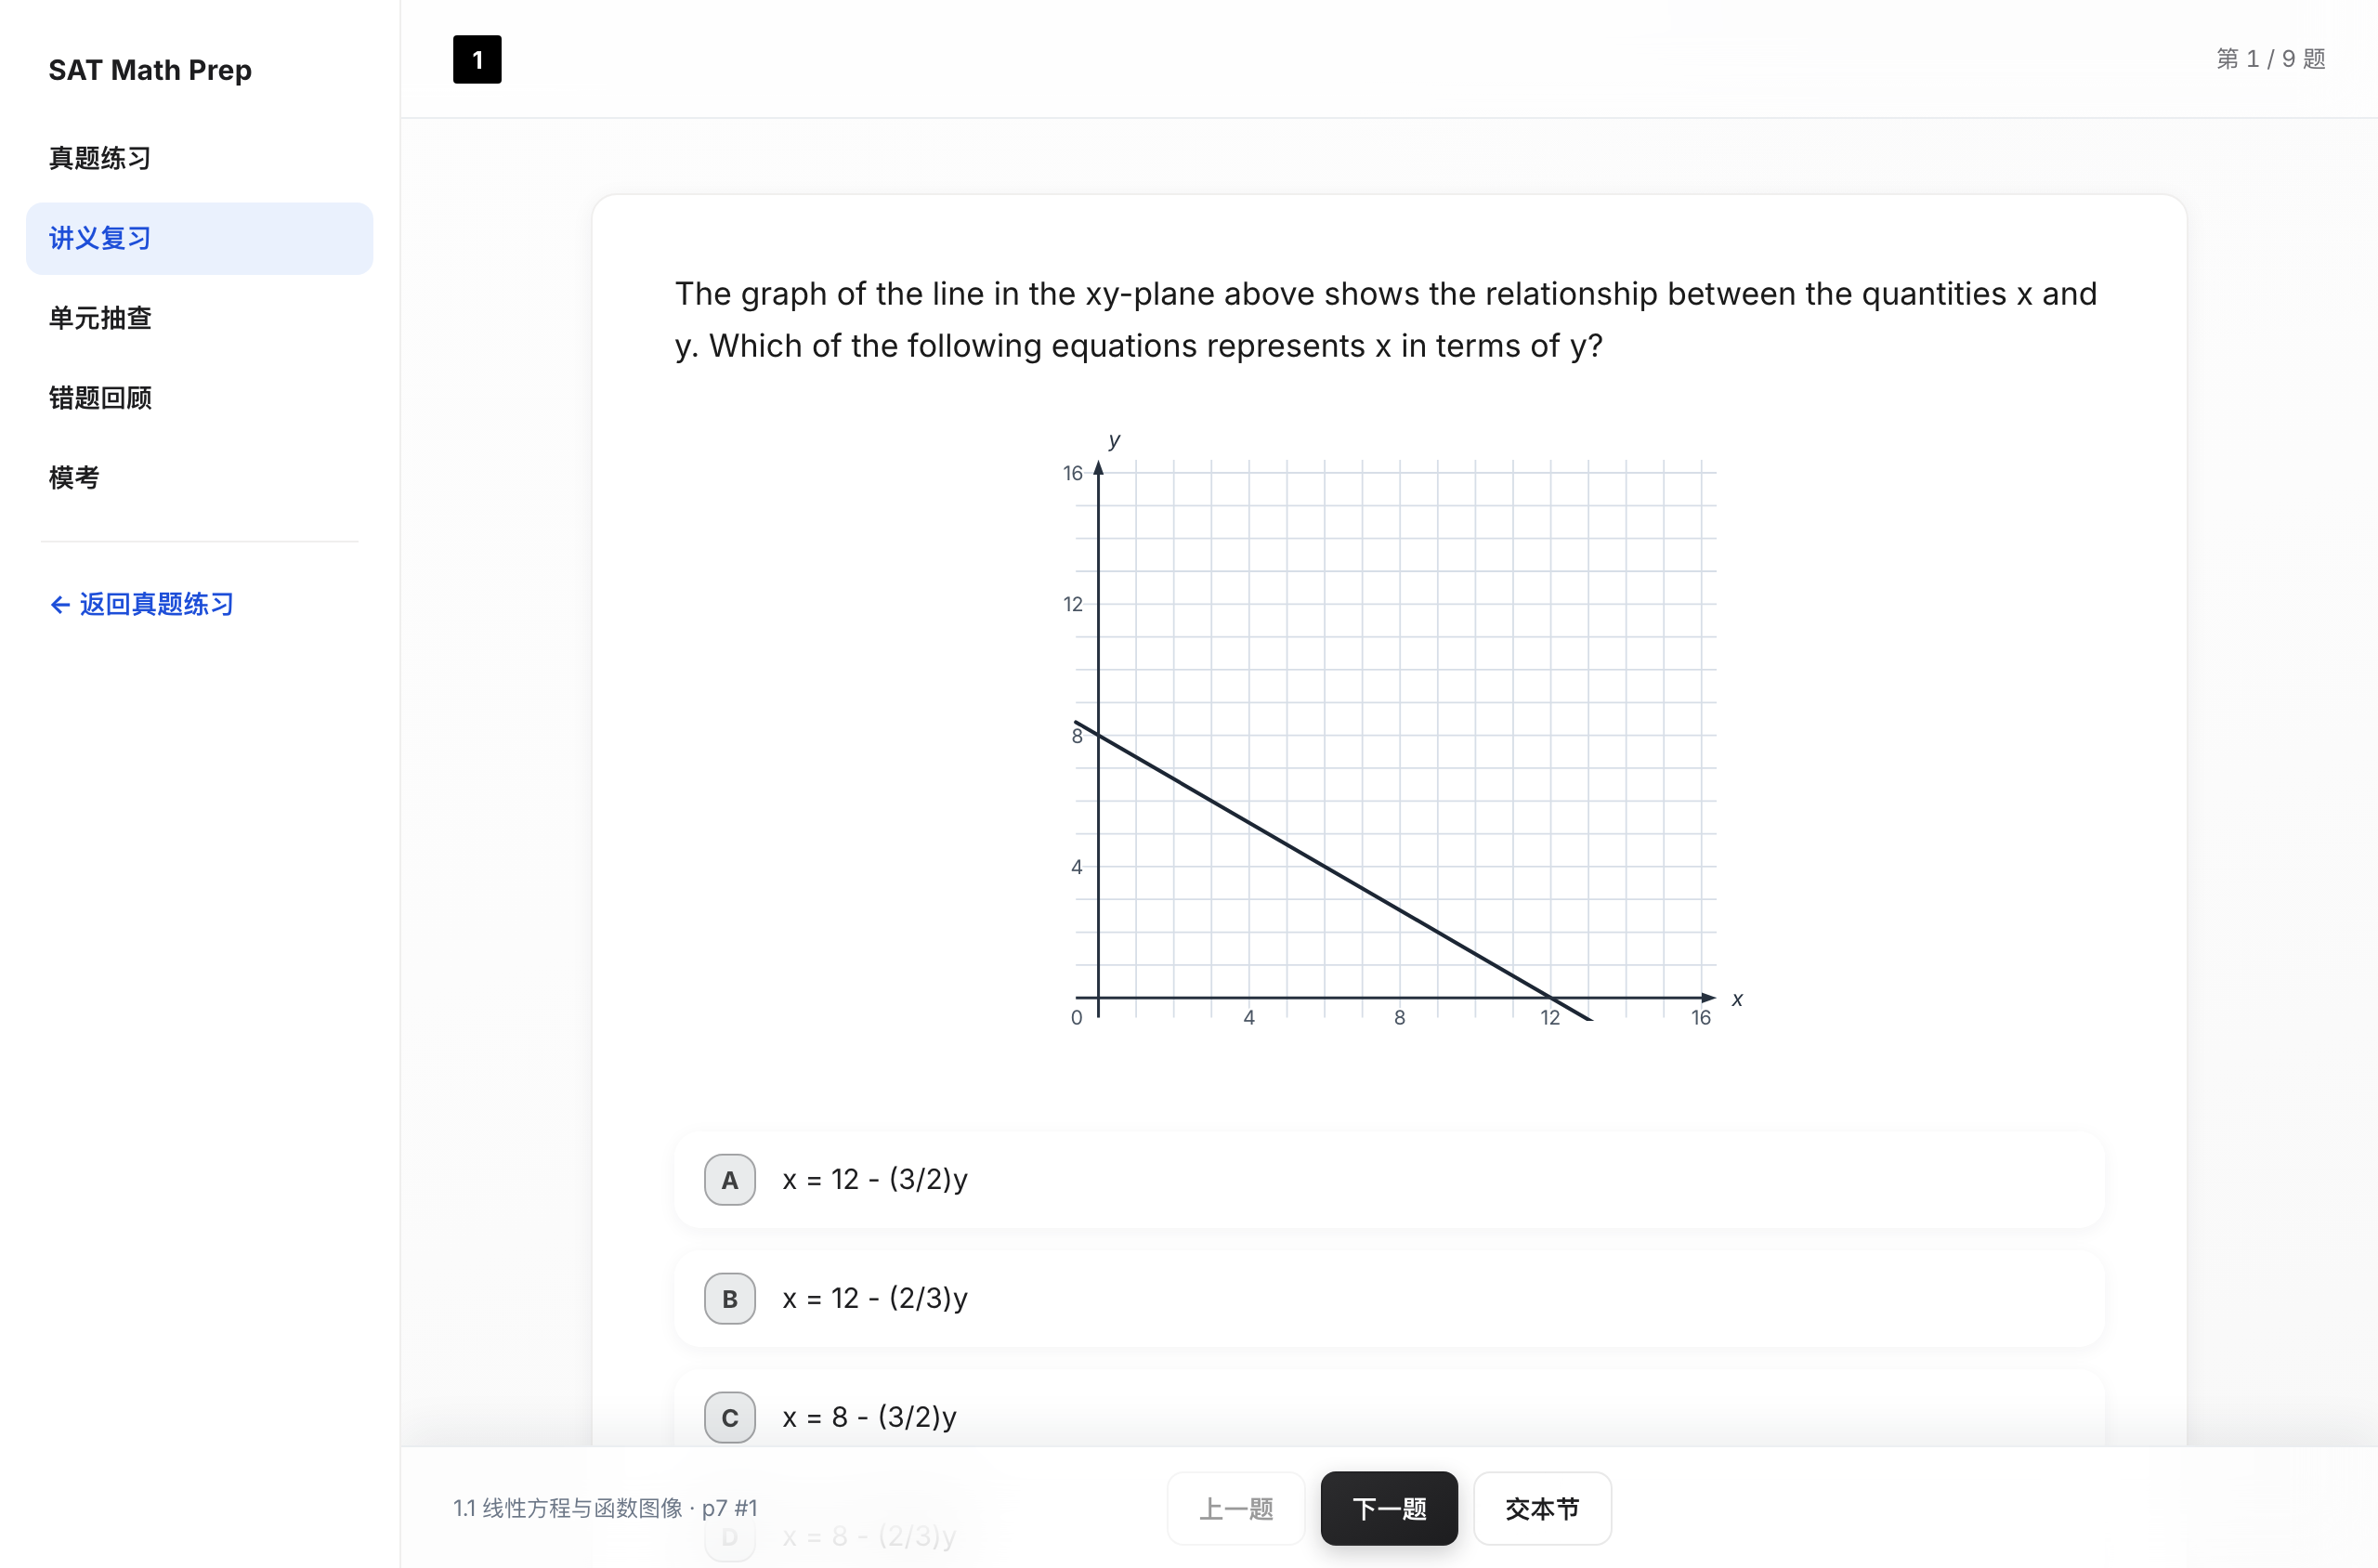 SAT Math Prep
真题练习
讲义复习
单元抽查
错题回顾
模考
← 返回真题练习
1
第 1 / 9 题
The graph of the line in the xy-plane above shows the relationship between the quantities x and
y. Which of the following equations represents x in terms of y?
y
16
12
8
4
0
4
8
12
16
x
A x = 12 - (3/2)y
B x = 12 - (2/3)y
C x = 8 - (3/2)y
D x = 8 - (2/3)y
1.1 线性方程与函数图像 · p7 #1
上一题
下一题
交本节